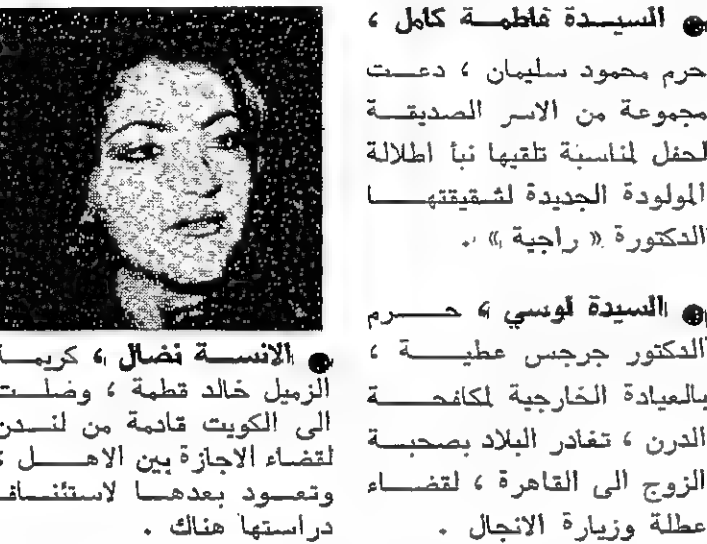 ● السيدة فاطمة كامل ،
حرم محمود سليمان ، دعت
مجموعة من الاسر الصديقة
لحفل لمناسبة تلقيها نبأ اطلالة
المولودة الجديدة لشقيقتها
الدكتورة « راجية » .
● السيدة لوسي ، حرم
الدكتور جرجس عطية ،
بالعيادة الخارجية لمكافحة
الدرن ، تغادر البلاد بصحبة
الزوج الى القاهرة ، لقضاء
عطلة وزيارة الانجال .
● الانسة نضال ، كريمة
الزميل خالد قطمة ، وصلت
الى الكويت قادمة من لندن
لقضاء الاجازة بين الاهل ،
وتعود بعدها لاستئناف
دراستها هناك .